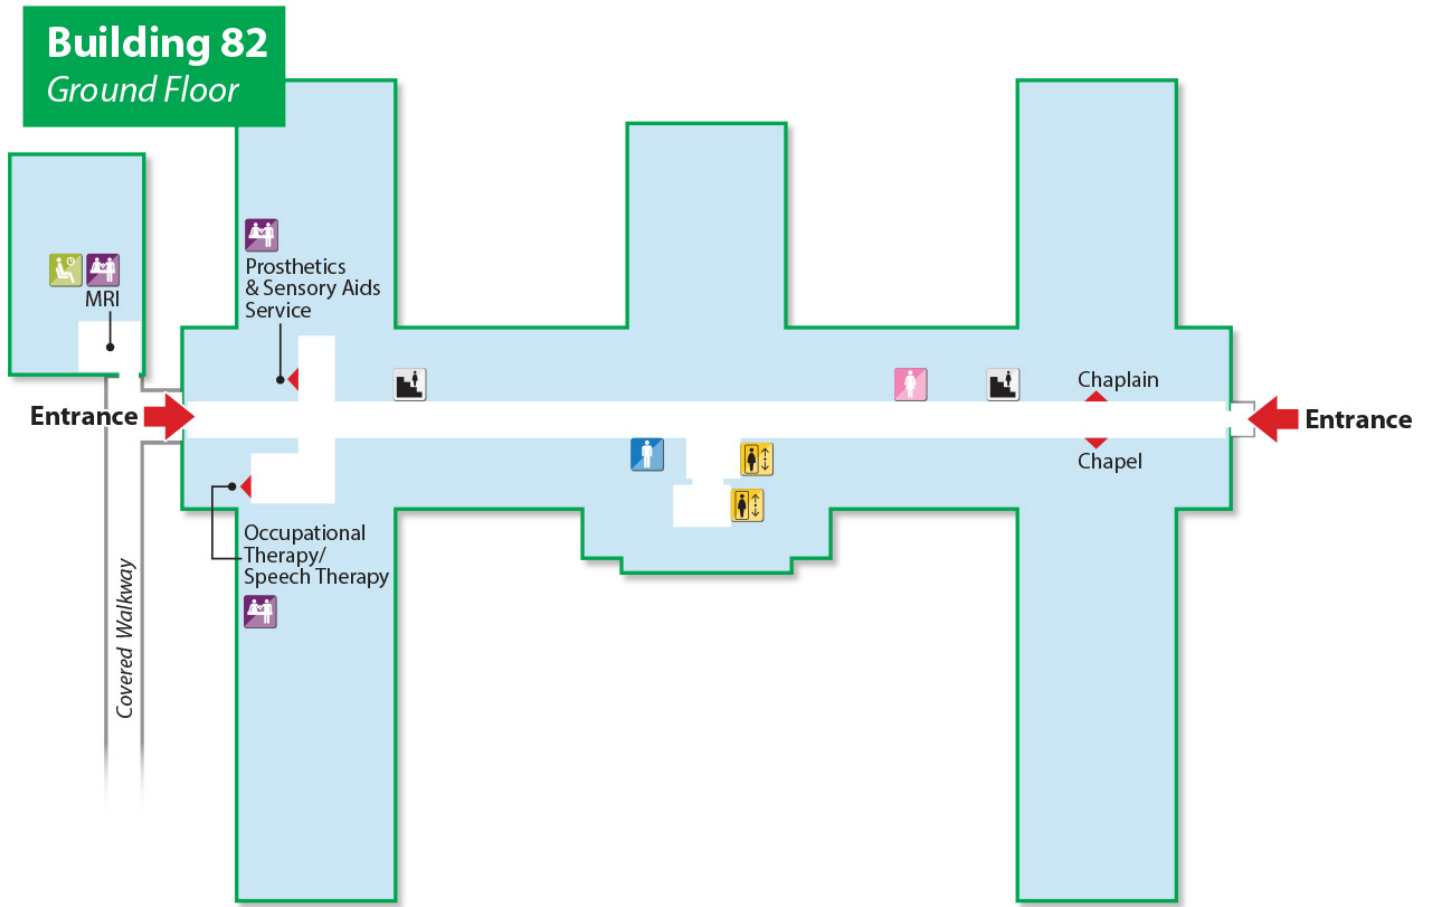 Building 82
Ground Floor
MRI
Prosthetics
& Sensory Aids
Service
Chaplain
Entrance
Entrance
Chapel
Occupational
Therapy/
Speech Therapy
Covered Walkway